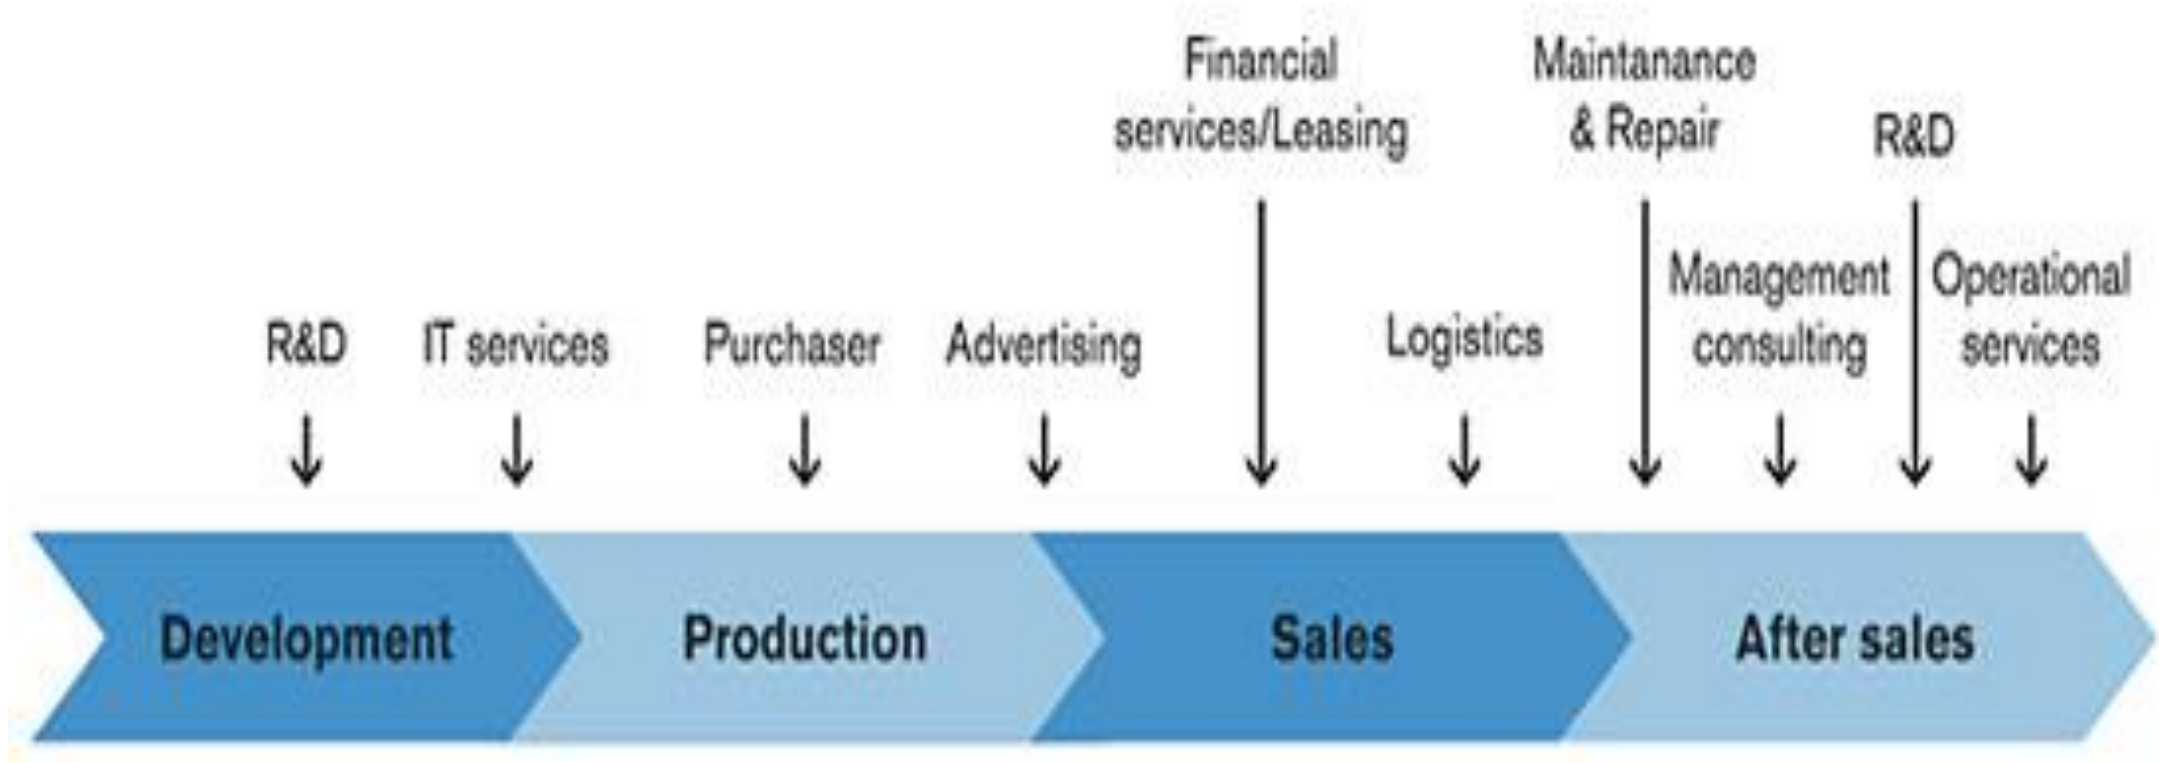 Financial
services/Leasing
Maintanance
& Repair
R&D
Management
consulting
Operational
services
R&D
IT services
Purchaser
Advertising
Logistics
Development
Production
Sales
After sales